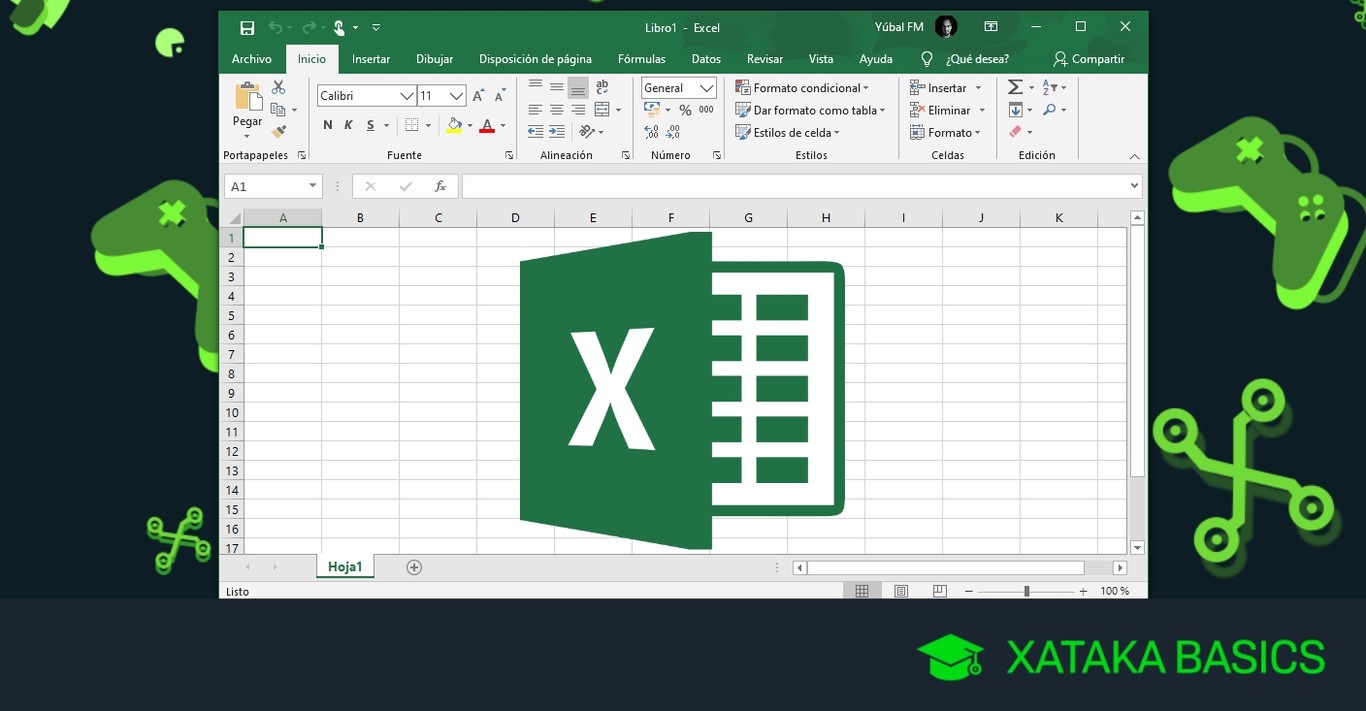 Libro1 - Excel
Yúbal FM
Archivo Inicio Insertar Dibujar Disposición de página Fórmulas Datos Revisar Vista Ayuda ¿Qué desea? Compartir
Pegar
Portapapeles
Calibri 11
N K S
Fuente
ab
Alineación
General
% 000
Número
Formato condicional
Dar formato como tabla
Estilos de celda
Estilos
Insertar
Eliminar
Formato
Celdas
Edición
A1
fx
A B C D E F G H I J K
1
2
3
4
5
6
7
8
9
10
11
12
13
14
15
16
17
X
Hoja1
Listo
100 %
XATAKA BASICS